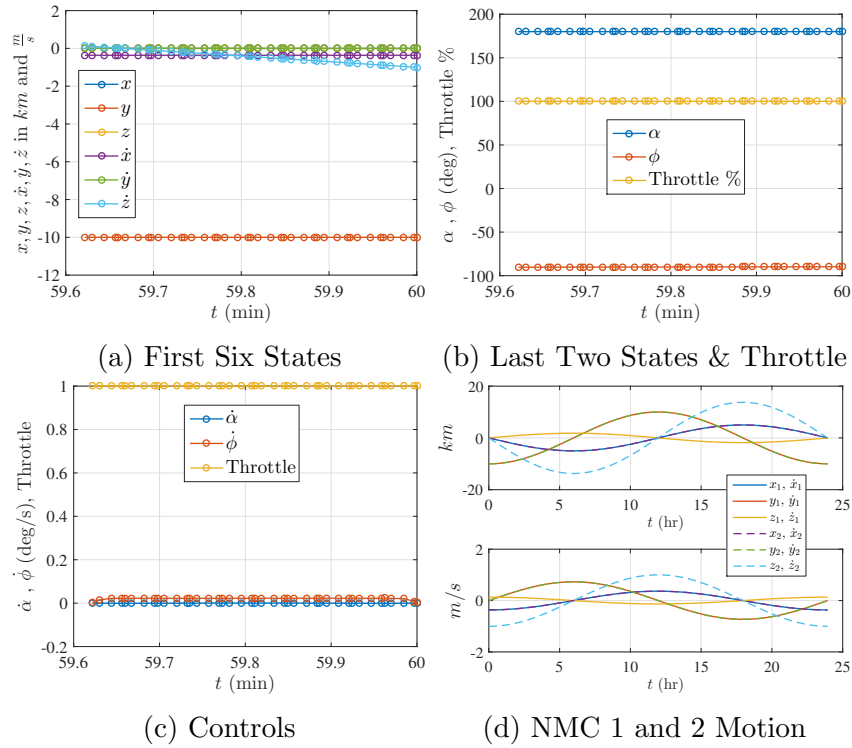 2
0
-2
-4
-6
-8
-10
-12
x, y, z, ẋ, ẏ, ż in km and m/s
x
y
z
ẋ
ẏ
ż
59.6 59.7 59.8 59.9 60
t (min)
(a) First Six States
200
150
100
50
0
-50
-100
α , ϕ (deg), Throttle %
α
ϕ
Throttle %
59.6 59.7 59.8 59.9 60
t (min)
(b) Last Two States & Throttle
1
0.8
0.6
0.4
0.2
0
-0.2
α̇ , ϕ̇ (deg/s), Throttle
α̇
ϕ̇
Throttle
59.6 59.7 59.8 59.9 60
t (min)
(c) Controls
20
0
-20
km
0 5 10 15 20 25
t (hr)
x₁, ẋ₁
y₁, ẏ₁
z₁, ż₁
x₂, ẋ₂
y₂, ẏ₂
z₂, ż₂
2
0
-2
m/s
0 5 10 15 20 25
t (hr)
(d) NMC 1 and 2 Motion